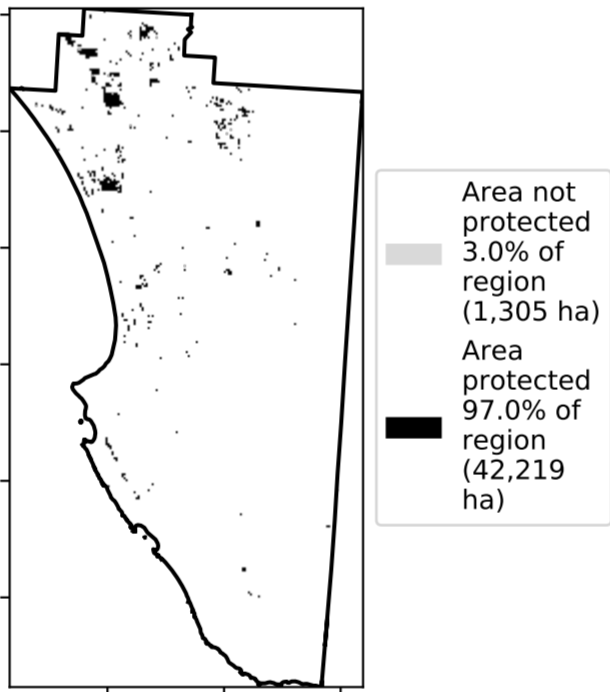 Area not
protected
3.0% of
region
(1,305 ha)
Area
protected
97.0% of
region
(42,219
ha)